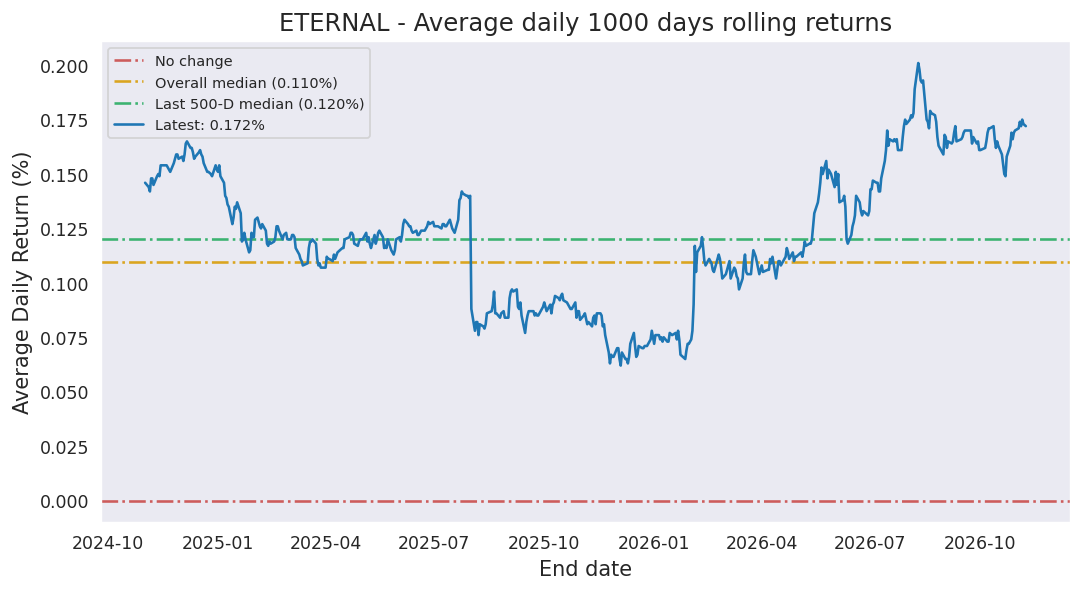 ETERNAL - Average daily 1000 days rolling returns
No change
Overall median (0.110%)
Last 500-D median (0.120%)
Latest: 0.172%
Average Daily Return (%)
0.200
0.175
0.150
0.125
0.100
0.075
0.050
0.025
0.000
2024-10 2025-01 2025-04 2025-07 2025-10 2026-01 2026-04 2026-07 2026-10
End date